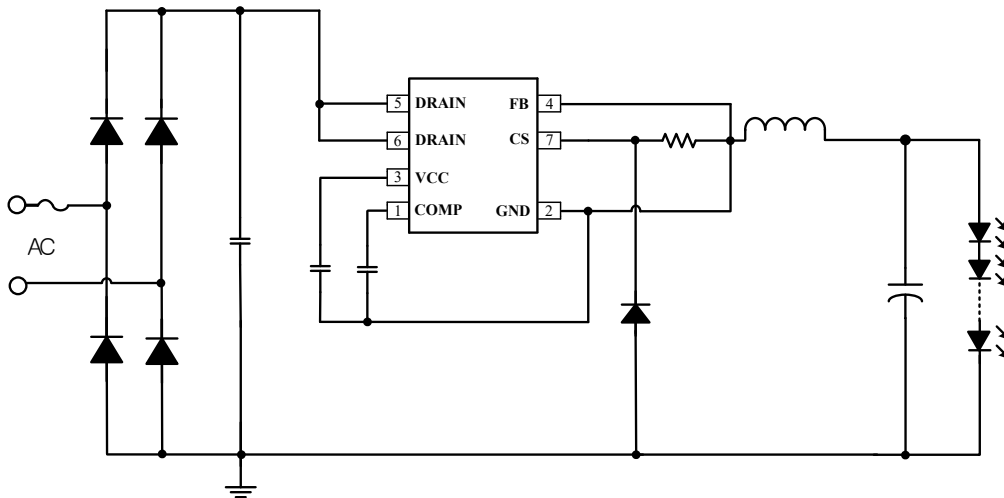 5 DRAIN FB 4
6 DRAIN CS 7
3 VCC
1 COMP GND 2
AC